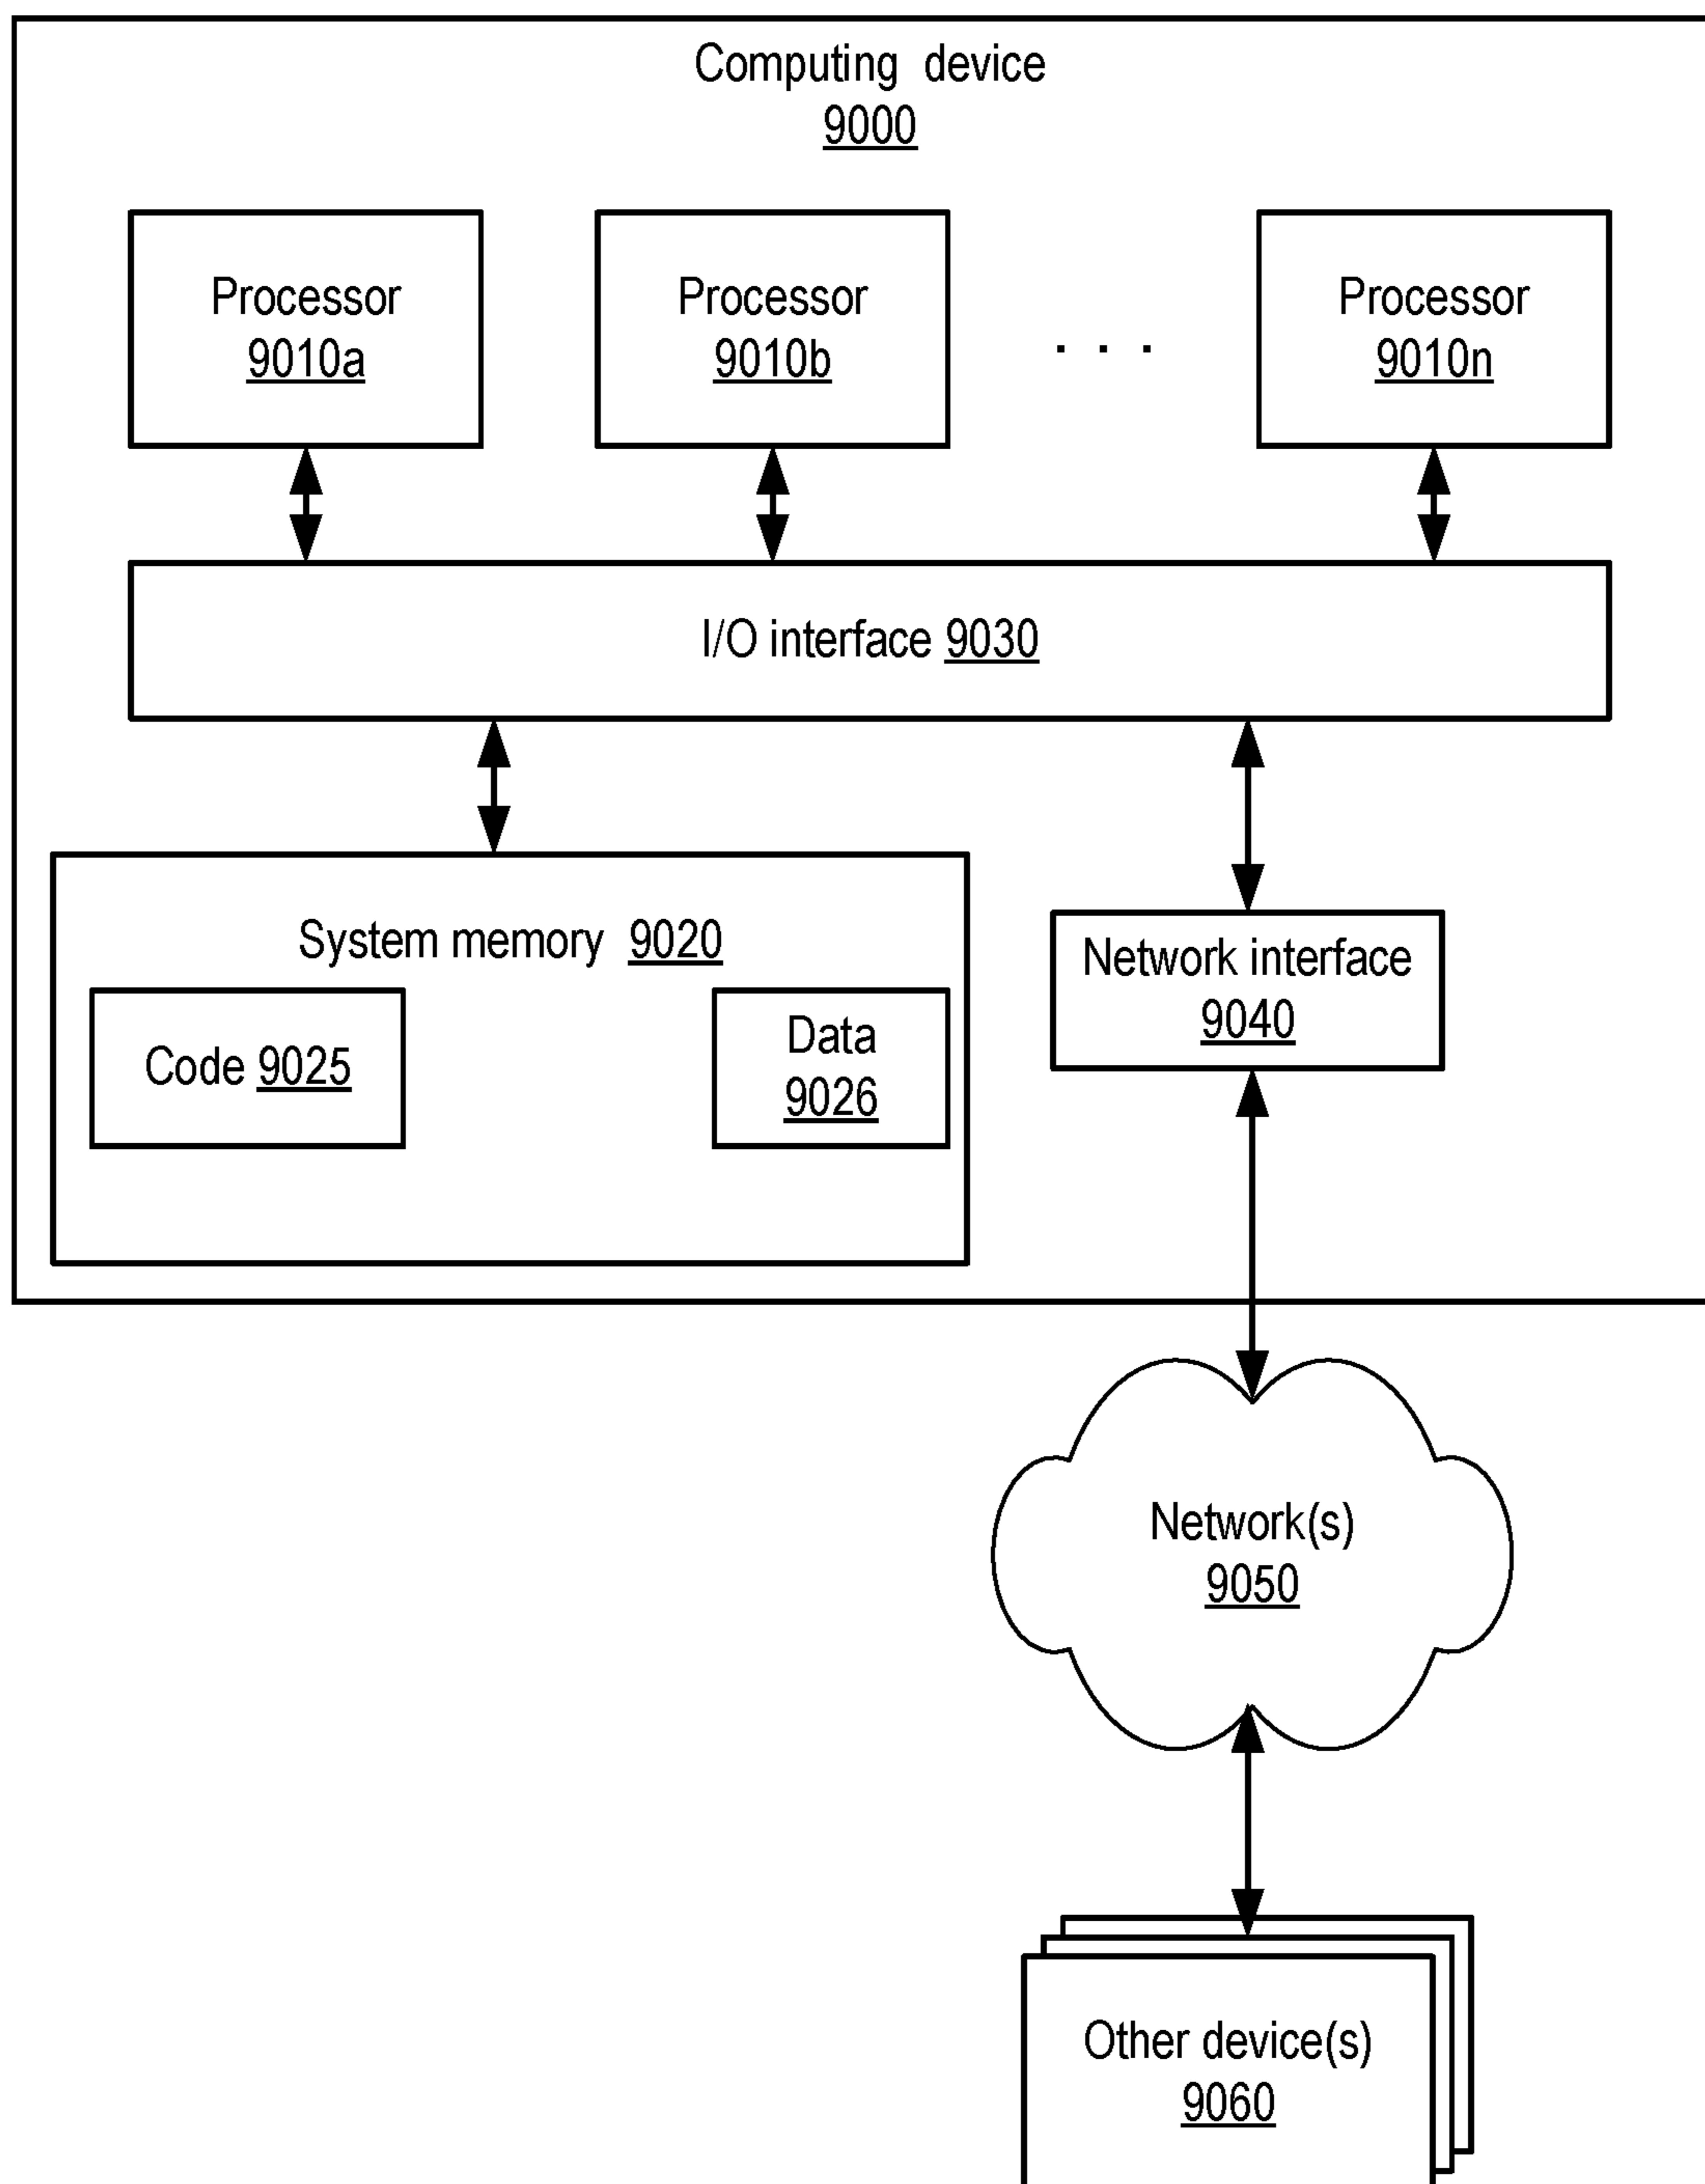 Computing device
9000
Processor
9010a
Processor
9010b
. . .
Processor
9010n
I/O interface 9030
System memory 9020
Code 9025
Data
9026
Network interface
9040
Network(s)
9050
Other device(s)
9060